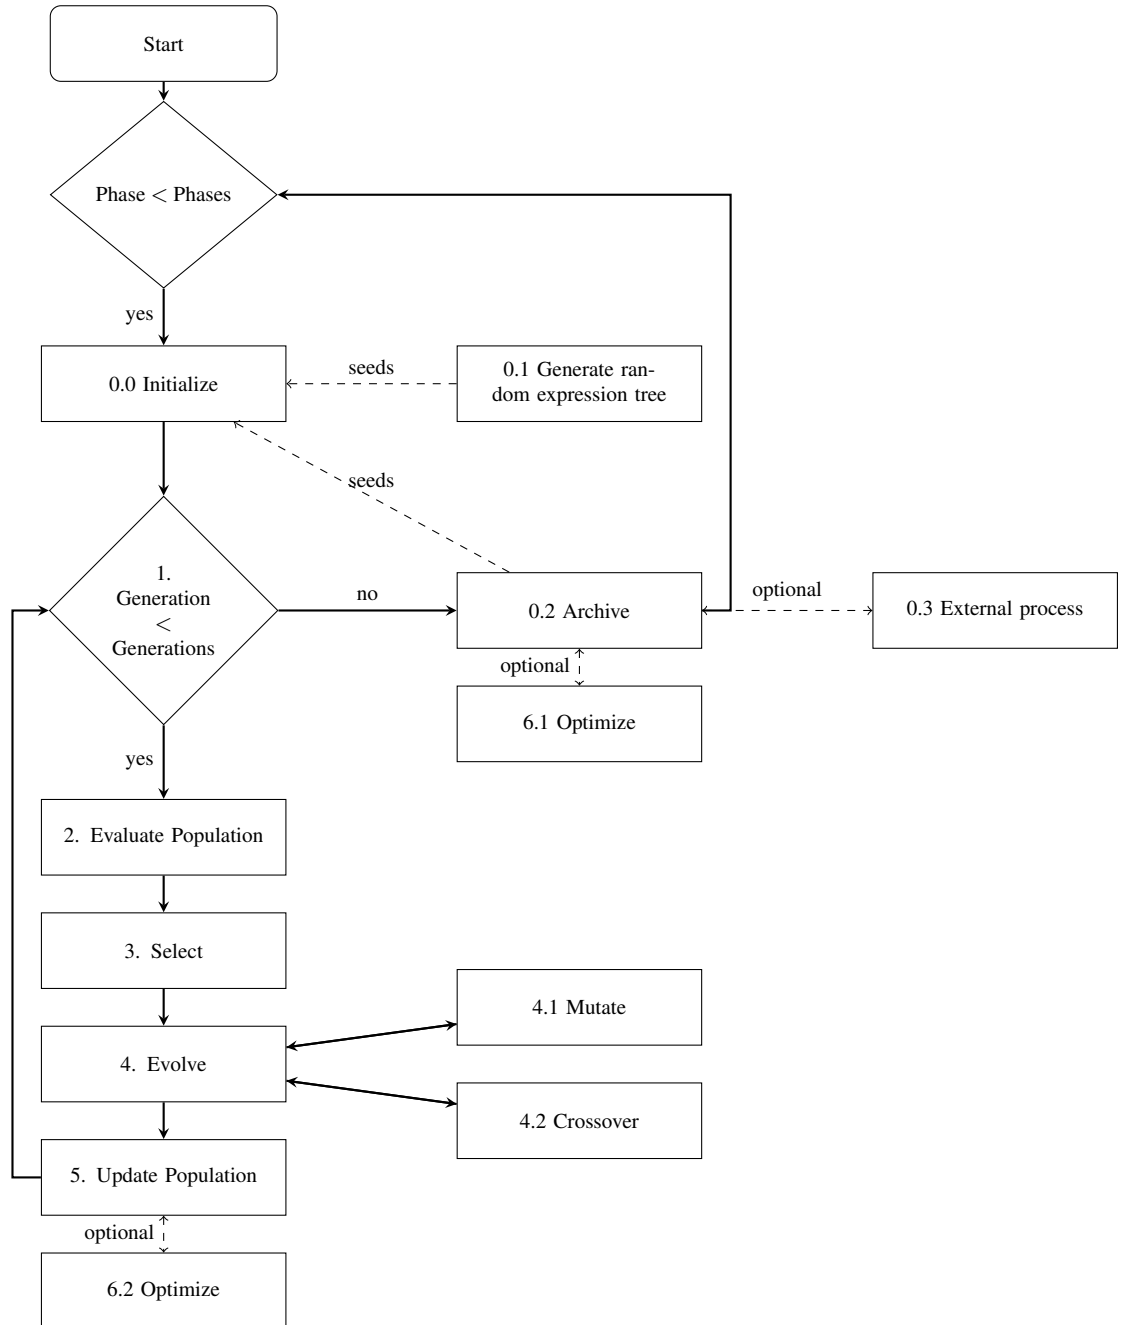 Start
Phase < Phases
yes
0.0 Initialize
seeds
0.1 Generate ran-
dom expression tree
seeds
1.
Generation
<
Generations
no
0.2 Archive
optional
0.3 External process
optional
6.1 Optimize
yes
2. Evaluate Population
3. Select
4.1 Mutate
4. Evolve
4.2 Crossover
5. Update Population
optional
6.2 Optimize